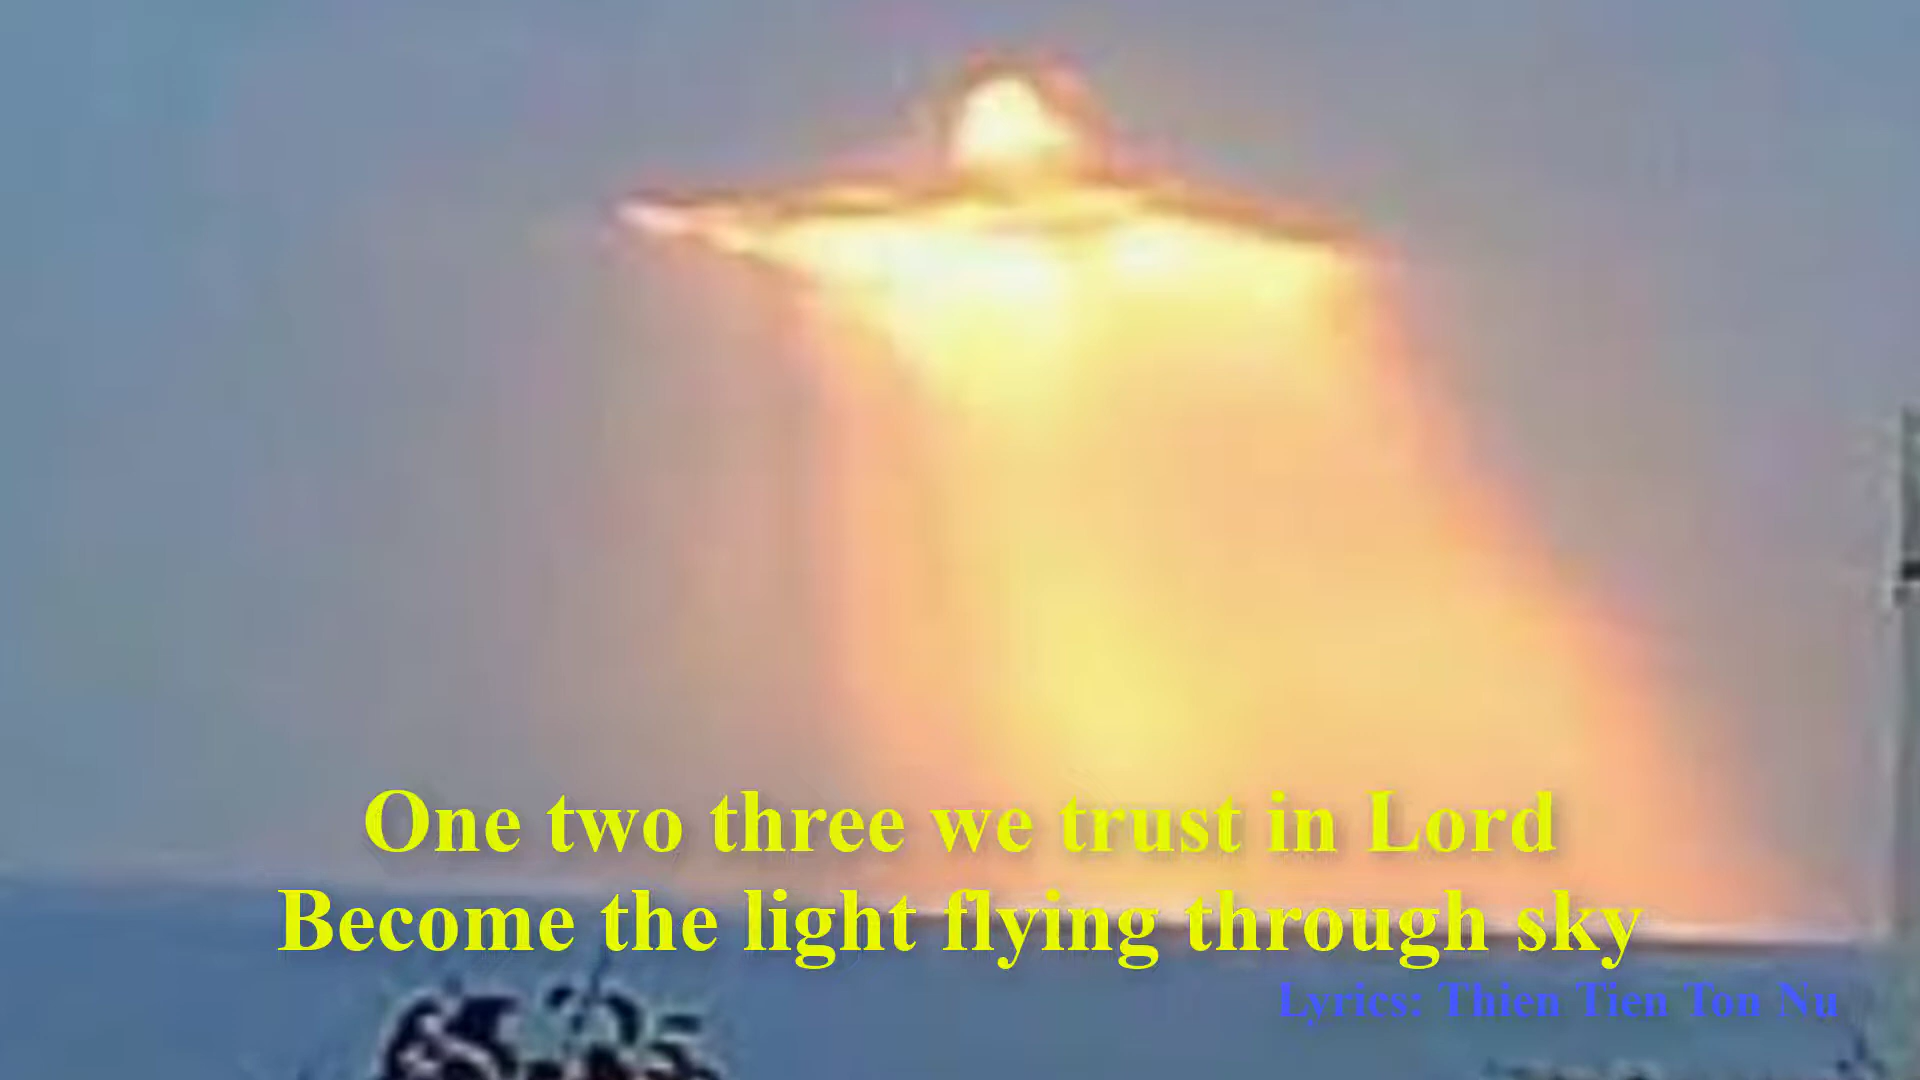 One two three we trust in Lord
Become the light flying through sky
Lyrics: Thien Tien Ton Nu